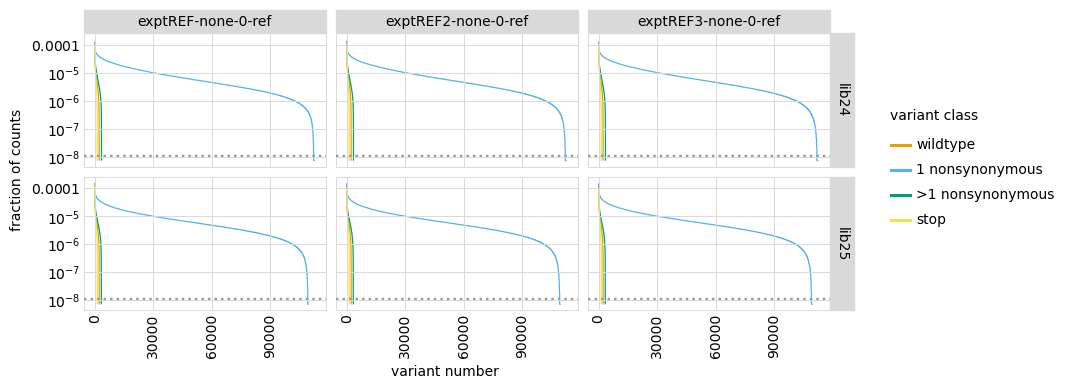 exptREF-none-0-ref exptREF2-none-0-ref exptREF3-none-0-ref
fraction of counts
0.0001
10⁻⁵
10⁻⁶
10⁻⁷
10⁻⁸
lib24
0.0001
10⁻⁵
10⁻⁶
10⁻⁷
10⁻⁸
lib25
0 30000 60000 90000 0 30000 60000 90000 0 30000 60000 90000
variant number
variant class
wildtype
1 nonsynonymous
>1 nonsynonymous
stop